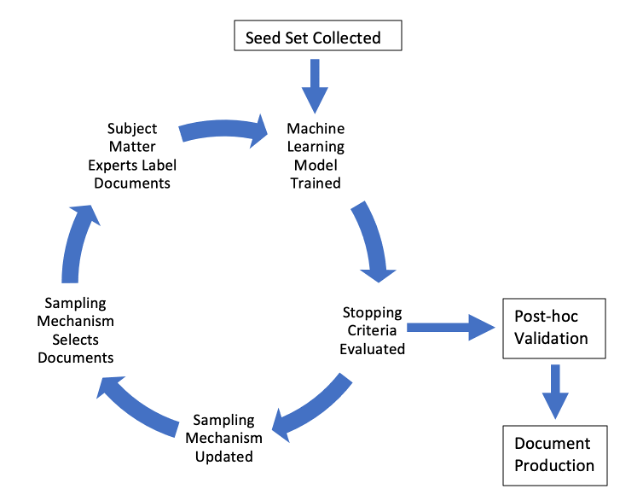 Seed Set Collected
Subject
Matter
Experts Label
Documents
Machine
Learning
Model
Trained
Sampling
Mechanism
Selects
Documents
Stopping
Criteria
Evaluated
Post-hoc
Validation
Sampling
Mechanism
Updated
Document
Production